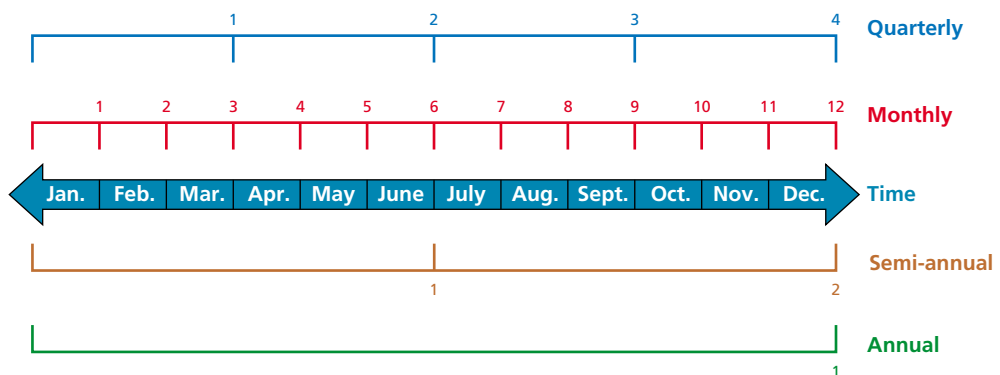 1 2 3 4 Quarterly
1 2 3 4 5 6 7 8 9 10 11 12 Monthly
Jan. Feb. Mar. Apr. May June July Aug. Sept. Oct. Nov. Dec. Time
Semi-annual
1 2
Annual
1